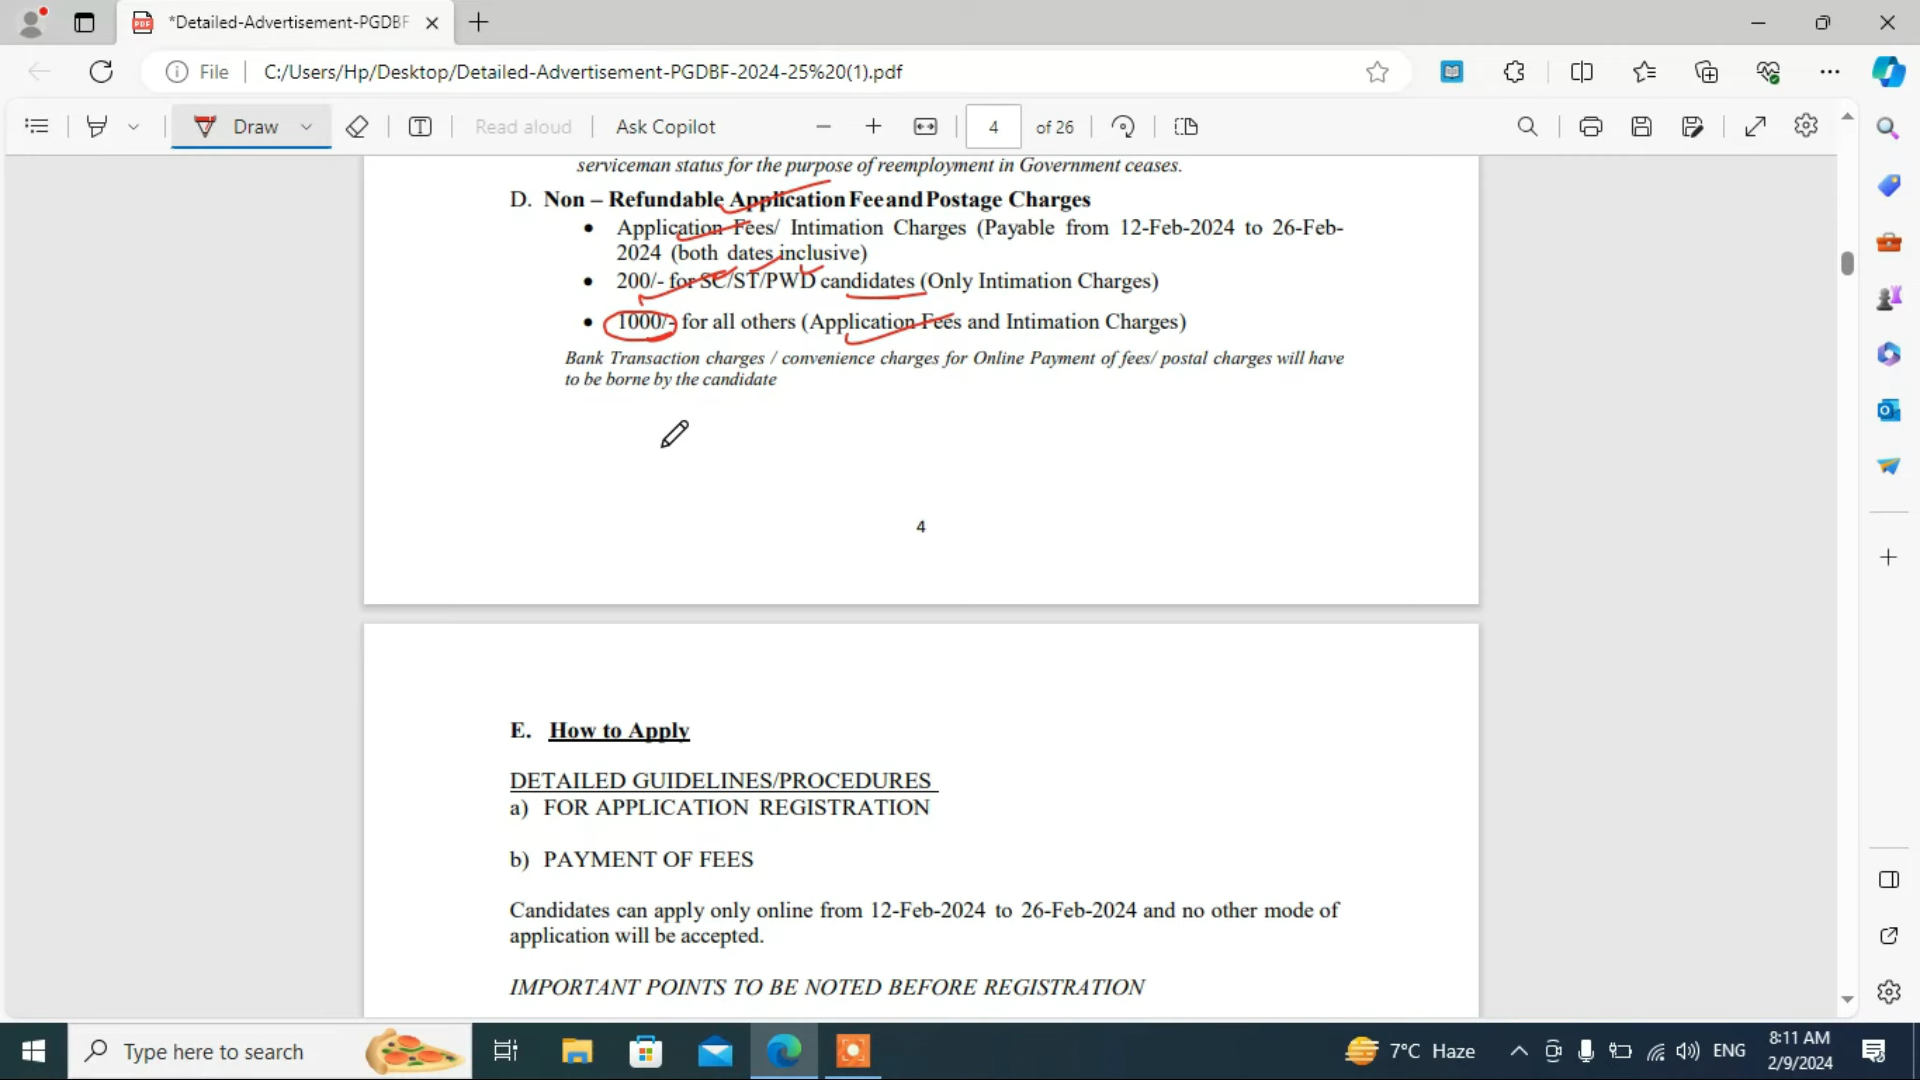 *Detailed-Advertisement-PGDBF
File
C:/Users/Hp/Desktop/Detailed-Advertisement-PGDBF-2024-25%20(1).pdf
Draw
Read aloud
Ask Copilot
4
of 26
serviceman status for the purpose of reemployment in Government ceases.
D. Non – Refundable Application Fee and Postage Charges
• Application Fees/ Intimation Charges (Payable from 12-Feb-2024 to 26-Feb-
2024 (both dates inclusive)
• 200/- for SC/ST/PWD candidates (Only Intimation Charges)
• 1000/- for all others (Application Fees and Intimation Charges)
Bank Transaction charges / convenience charges for Online Payment of fees/ postal charges will have
to be borne by the candidate
4
E. How to Apply
DETAILED GUIDELINES/PROCEDURES
a) FOR APPLICATION REGISTRATION
b) PAYMENT OF FEES
Candidates can apply only online from 12-Feb-2024 to 26-Feb-2024 and no other mode of
application will be accepted.
IMPORTANT POINTS TO BE NOTED BEFORE REGISTRATION
Type here to search
7°C Haze
ENG
8:11 AM
2/9/2024